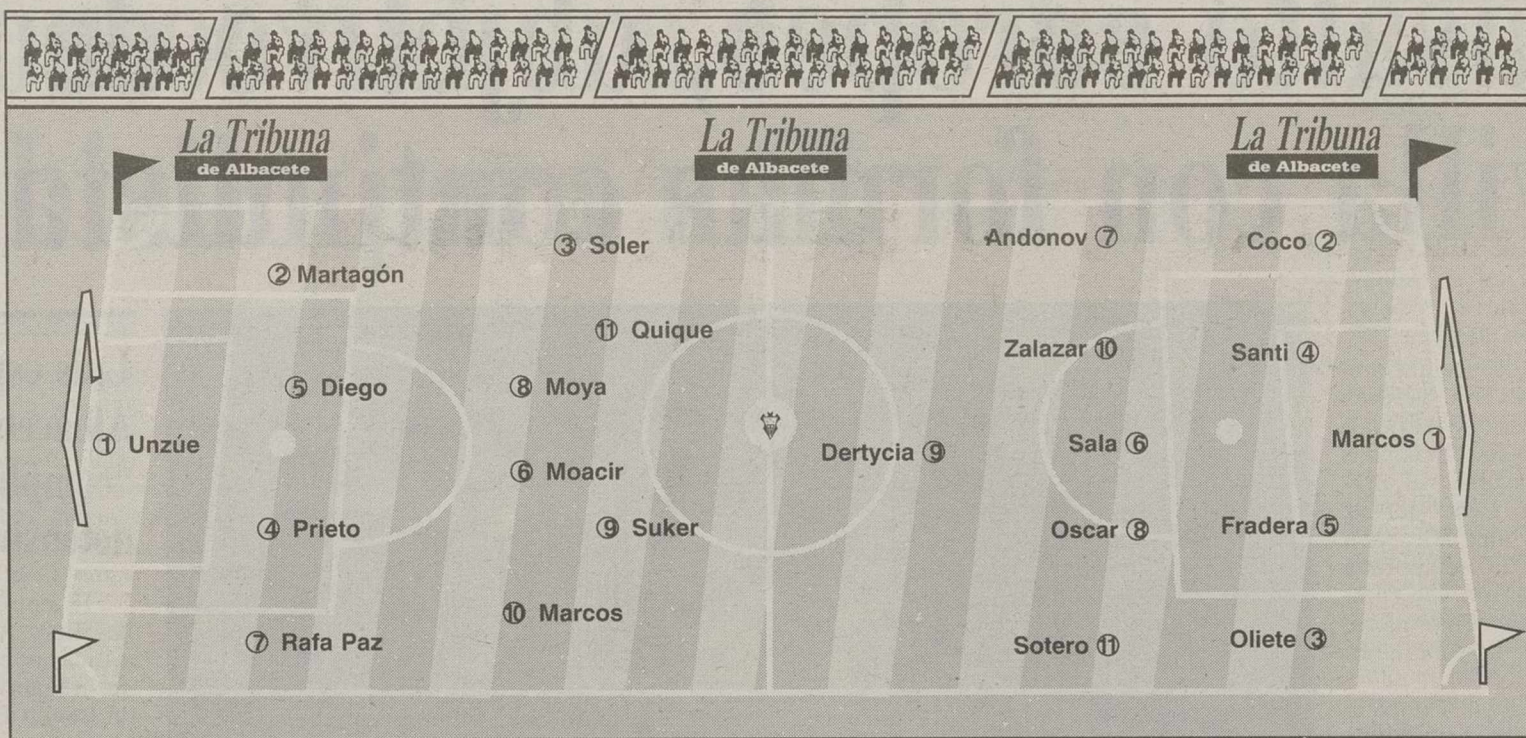 La Tribuna
de Albacete
La Tribuna
de Albacete
La Tribuna
de Albacete
① Unzúe
② Martagón
⑤ Diego
④ Prieto
⑦ Rafa Paz
③ Soler
⑪ Quique
⑧ Moya
⑥ Moacir
⑨ Suker
⑩ Marcos
Dertycia ⑨
Andonov ⑦
Zalazar ⑩
Sala ⑥
Oscar ⑧
Sotero ⑪
Coco ②
Santi ④
Fradera ⑤
Oliete ③
Marcos ①